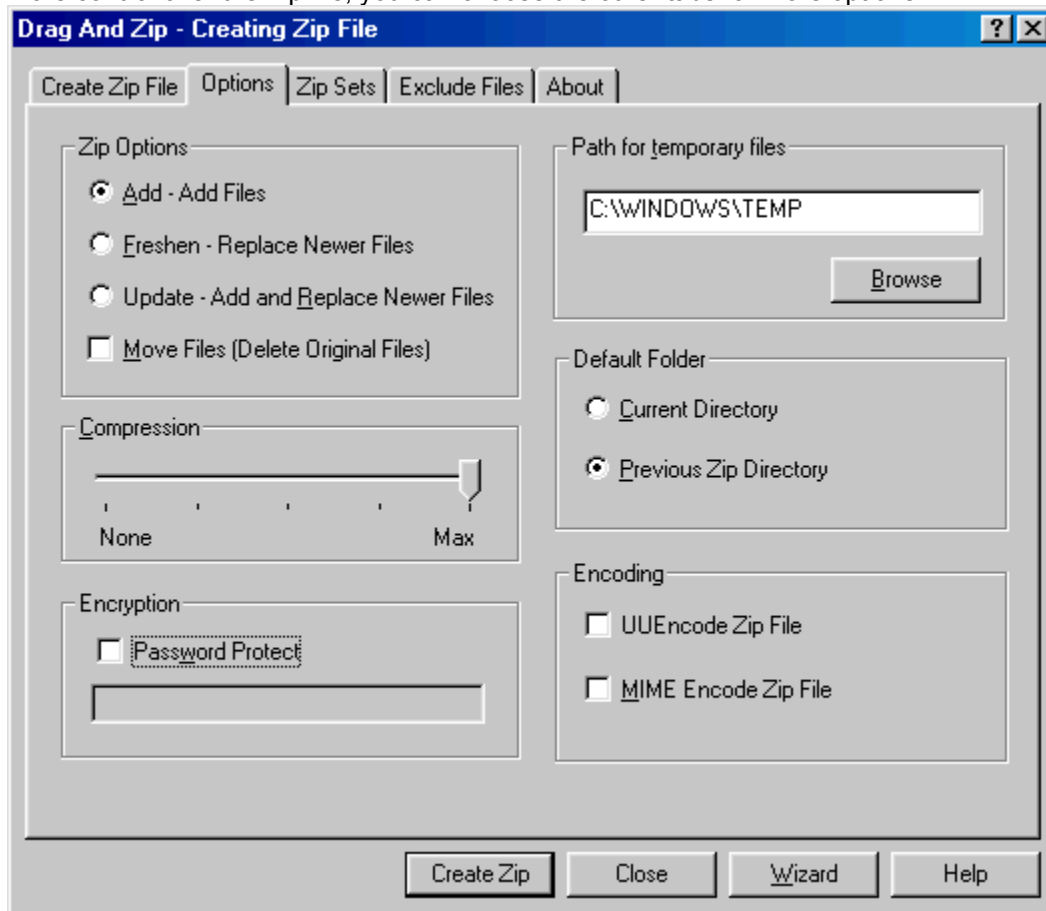 Drag And Zip - Creating Zip File
Create Zip File Options Zip Sets Exclude Files About
Zip Options
Add - Add Files
Freshen - Replace Newer Files
Update - Add and Replace Newer Files
Move Files (Delete Original Files)
Compression
None Max
Encryption
Password Protect
Path for temporary files
C:\WINDOWS\TEMP
Browse
Default Folder
Current Directory
Previous Zip Directory
Encoding
UUEncode Zip File
MIME Encode Zip File
Create Zip Close Wizard Help